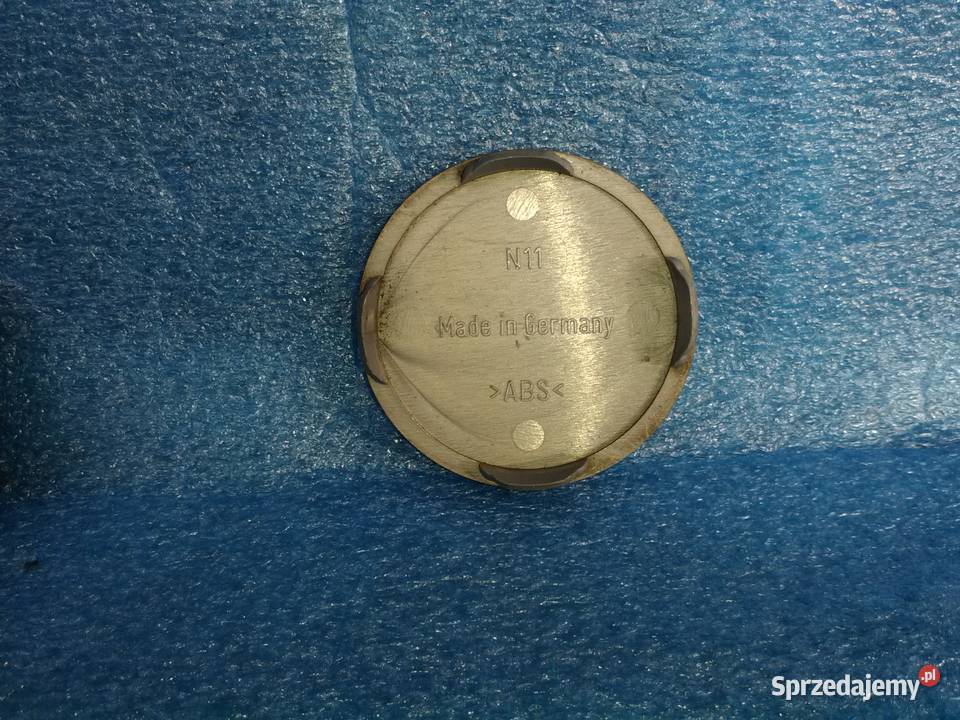 N11
Made in Germany
>ABS<
Sprzedajemy.pl